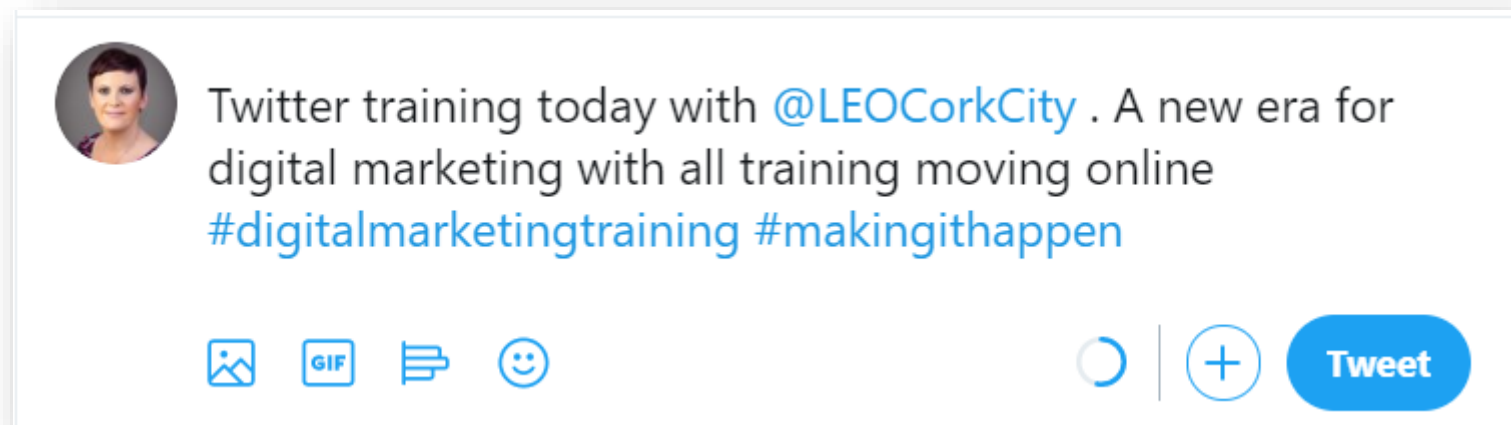 Twitter training today with @LEOCorkCity . A new era for
digital marketing with all training moving online
#digitalmarketingtraining #makingithappen
GIF
Tweet